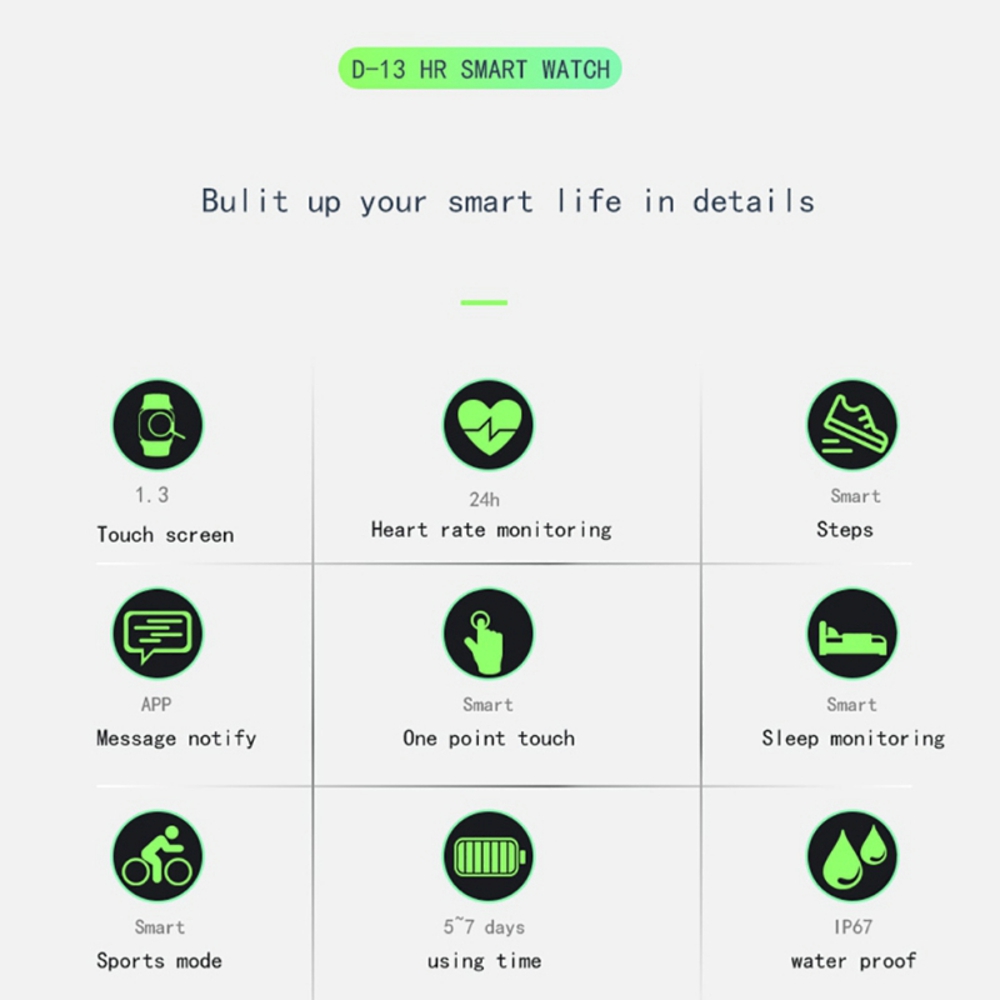 D-13 HR SMART WATCH
Bulit up your smart life in details
1.3
Touch screen
24h
Heart rate monitoring
Smart
Steps
APP
Message notify
Smart
One point touch
Smart
Sleep monitoring
Smart
Sports mode
5~7 days
using time
IP67
water proof